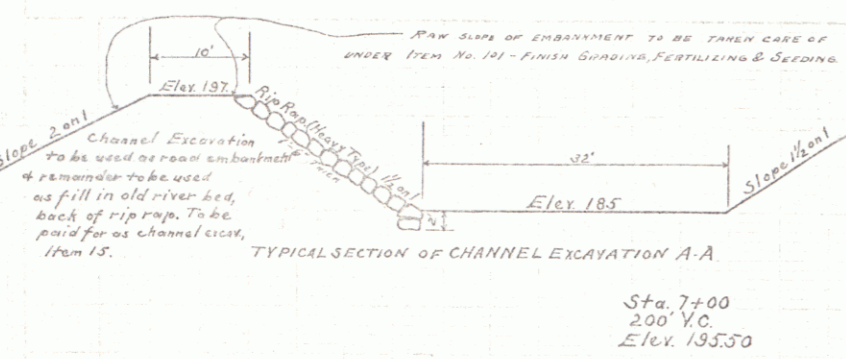 RAW SLOPE OF EMBANKMENT TO BE TAKEN CARE OF
UNDER ITEM No. 101 - FINISH GRADING, FERTILIZING & SEEDING
10'
Elev. 197.
Rip Rap (Heavy Type) 1½ on 1
THICK
Slope 2 on 1
Channel Excavation
to be used as road embankment
& remainder to be used
as fill in old river bed,
back of rip rap. To be
paid for as channel excav,
Item 15.
32'
Elev. 185
Slope 1½ on 1
TYPICAL SECTION OF CHANNEL EXCAVATION A-A
Sta. 7+00
200' V.C.
Elev. 195.50